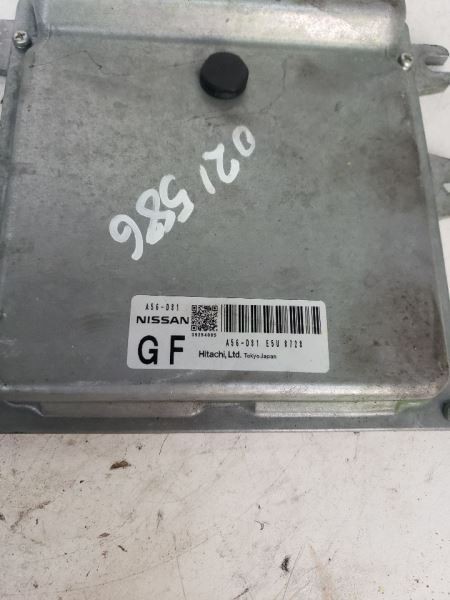 021586
A56-D81
NISSAN
GF
A56-D81 E5U 8728
Hitachi, Ltd. Tokyo Japan